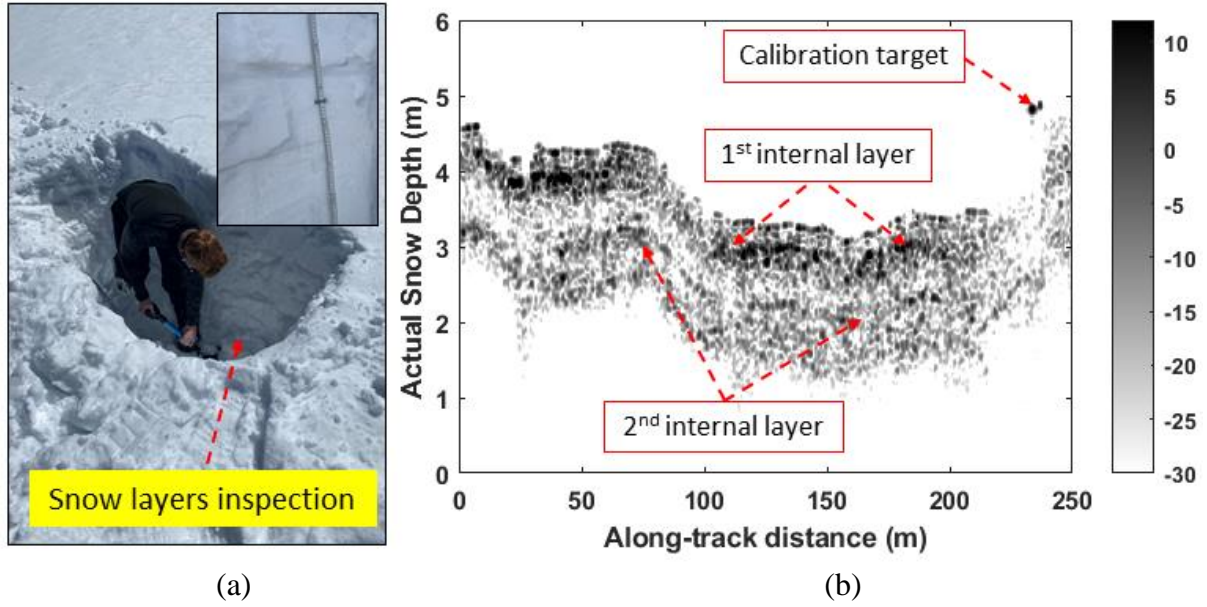 Snow layers inspection
(a)
Actual Snow Depth (m)
6
5
4
3
2
1
0
Calibration target
1st internal layer
2nd internal layer
0 50 100 150 200 250
Along-track distance (m)
10
5
0
-5
-10
-15
-20
-25
-30
(b)